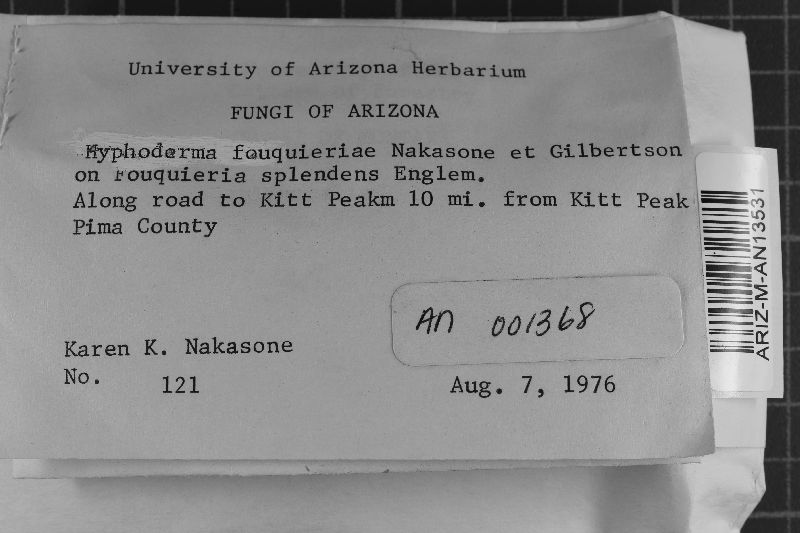 University of Arizona Herbarium
FUNGI OF ARIZONA
Hyphoderma fouquieriae Nakasone et Gilbertson
on Fouquieria splendens Englem.
Along road to Kitt Peakm 10 mi. from Kitt Peak
Pima County
AN 001368
Karen K. Nakasone
No. 121
Aug. 7, 1976
ARIZ-M-AN13531